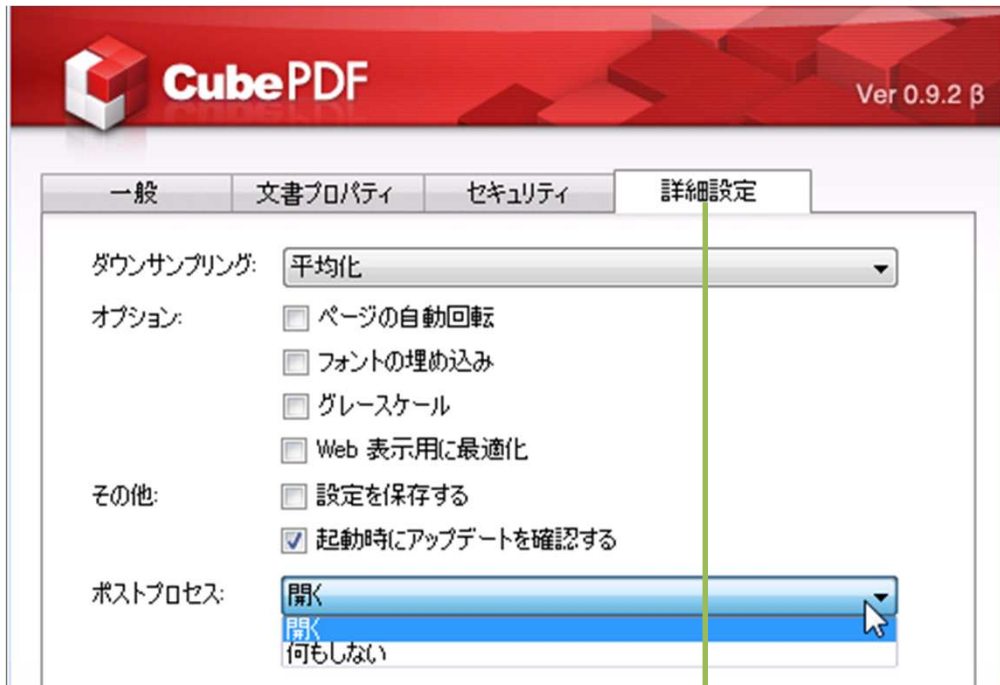 CubePDF
Ver 0.9.2 β
一般 文書プロパティ セキュリティ 詳細設定
ダウンサンプリング: 平均化
オプション: ページの自動回転
フォントの埋め込み
グレースケール
Web 表示用に最適化
その他: 設定を保存する
起動時にアップデートを確認する
ポストプロセス: 開く
開く
何もしない